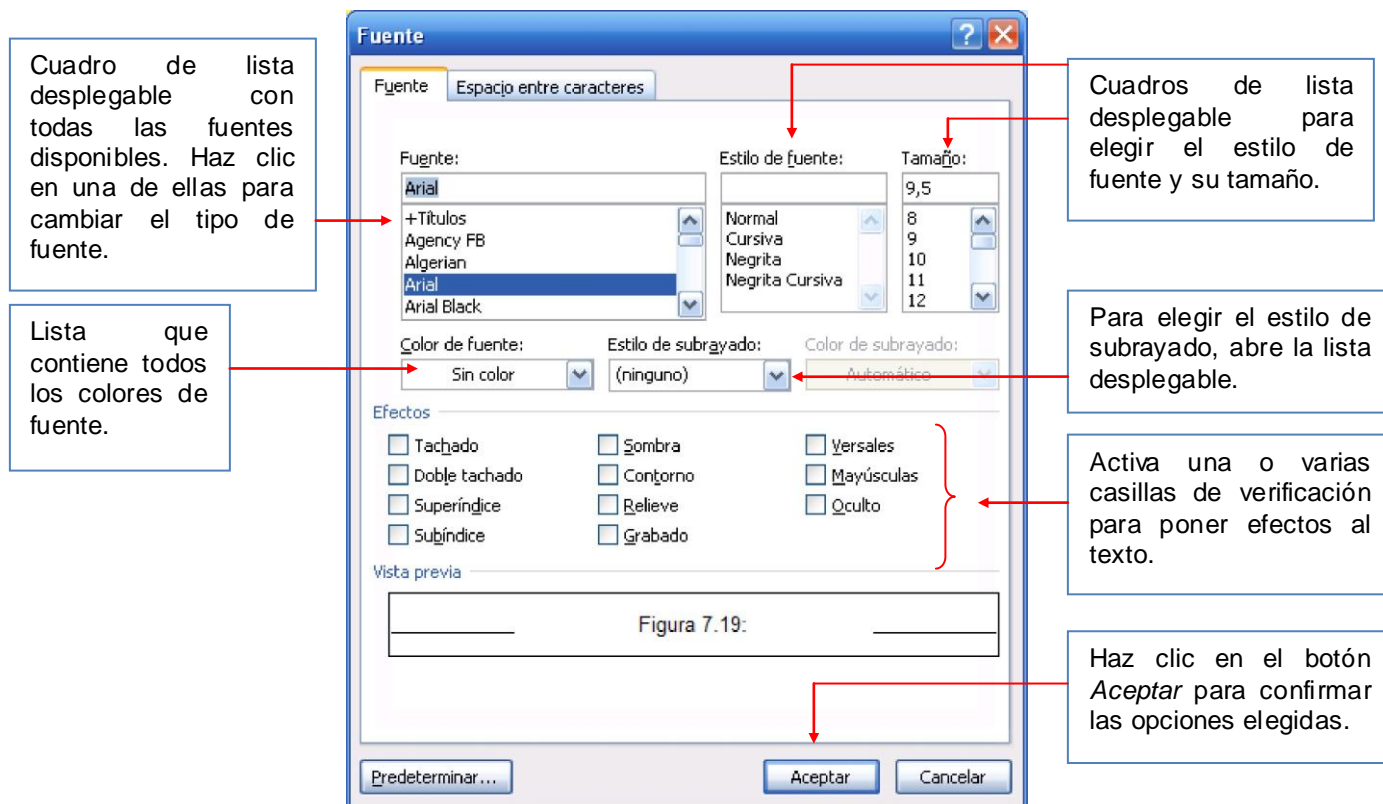 Fuente
Cuadro de lista
desplegable con
todas las fuentes
disponibles. Haz clic
en una de ellas para
cambiar el tipo de
fuente.
Lista que
contiene todos
los colores de
fuente.
Fuente
Espacio entre caracteres
Fuente:
Estilo de fuente:
Tamaño:
Arial
9,5
+Títulos
Agency FB
Algerian
Arial
Arial Black
Normal
Cursiva
Negrita
Negrita Cursiva
8
9
10
11
12
Color de fuente:
Estilo de subrayado:
Color de subrayado:
Sin color
(ninguno)
Automático
Efectos
Tachado
Doble tachado
Superíndice
Subíndice
Sombra
Contorno
Relieve
Grabado
Versales
Mayúsculas
Oculto
Vista previa
Figura 7.19:
Predeterminar...
Aceptar
Cancelar
Cuadros de lista
desplegable para
elegir el estilo de
fuente y su tamaño.
Para elegir el estilo de
subrayado, abre la lista
desplegable.
Activa una o varias
casillas de verificación
para poner efectos al
texto.
Haz clic en el botón
Aceptar para confirmar
las opciones elegidas.